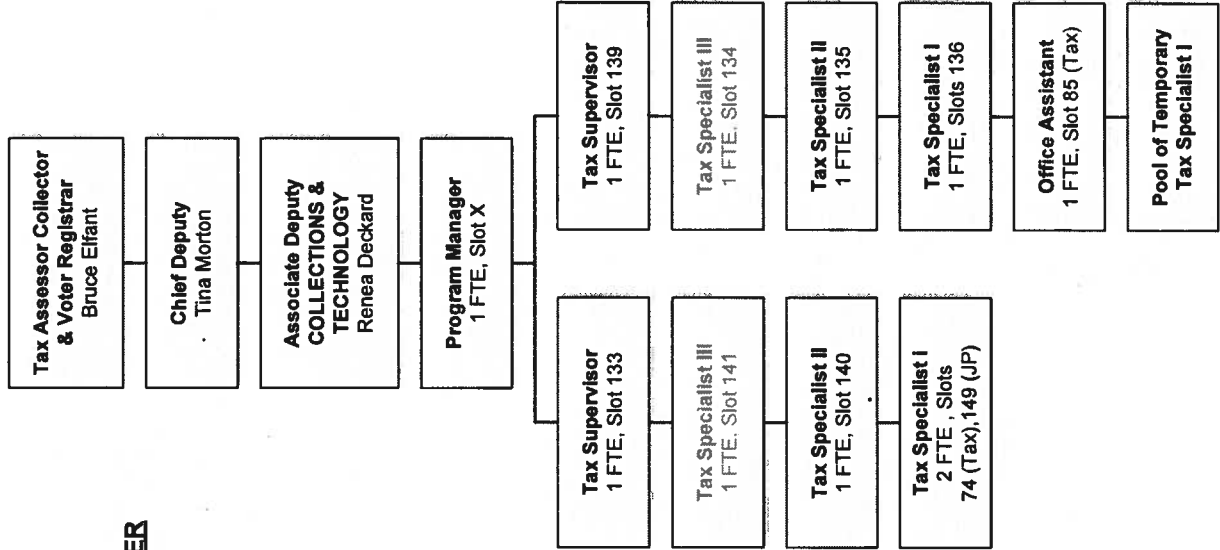 ER
Tax Assessor Collector
& Voter Registrar
Bruce Elfant
Chief Deputy
Tina Morton
Associate Deputy
COLLECTIONS &
TECHNOLOGY
Renea Deckard
Program Manager
1 FTE, Slot X
Tax Supervisor
1 FTE, Slot 133
Tax Specialist III
1 FTE, Slot 141
Tax Specialist II
1 FTE, Slot 140
Tax Specialist I
2 FTE , Slots
74 (Tax),149 (JP)
Tax Supervisor
1 FTE, Slot 139
Tax Specialist III
1 FTE, Slot 134
Tax Specialist II
1 FTE, Slot 135
Tax Specialist I
1 FTE, Slots 136
Office Assistant
1 FTE, Slot 85 (Tax)
Pool of Temporary
Tax Specialist I